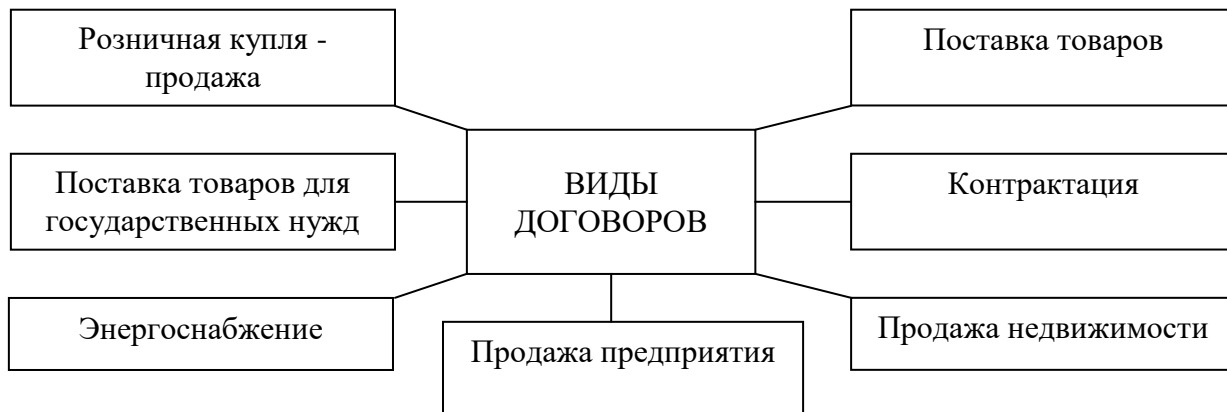 Розничная купля -
продажа
Поставка товаров
Поставка товаров для
государственных нужд
ВИДЫ
ДОГОВОРОВ
Контрактация
Энергоснабжение
Продажа предприятия
Продажа недвижимости